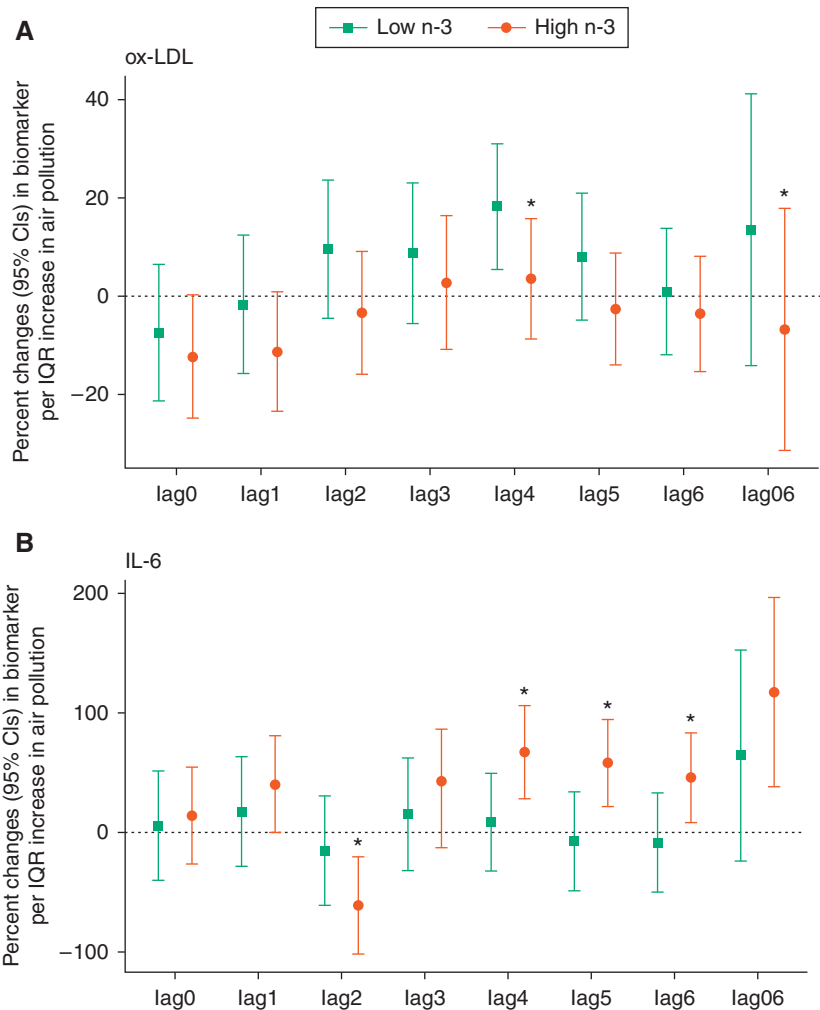 Low n-3 High n-3
A
ox-LDL
Percent changes (95% CIs) in biomarker
per IQR increase in air pollution
40
20
0
−20
*
*
lag0 lag1 lag2 lag3 lag4 lag5 lag6 lag06
B
IL-6
Percent changes (95% CIs) in biomarker
per IQR increase in air pollution
200
100
0
−100
*
*
*
*
lag0 lag1 lag2 lag3 lag4 lag5 lag6 lag06